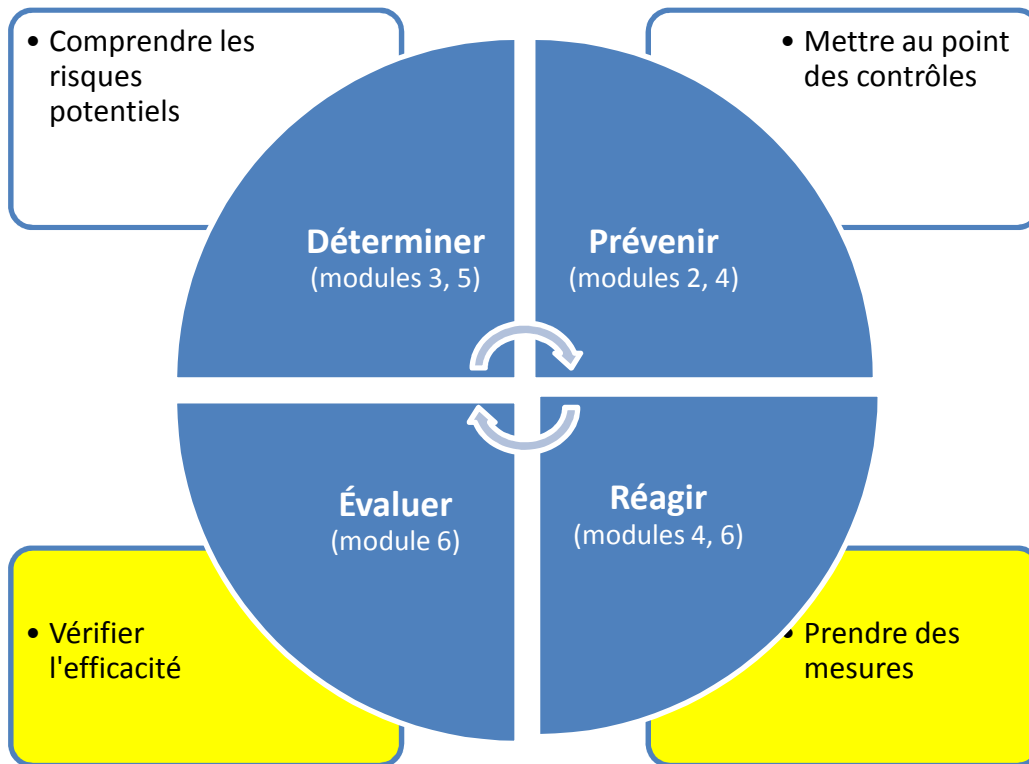 • Comprendre les
risques
potentiels
• Mettre au point
des contrôles
Déterminer
(modules 3, 5)
Prévenir
(modules 2, 4)
Évaluer
(module 6)
Réagir
(modules 4, 6)
• Vérifier
l'efficacité
• Prendre des
mesures